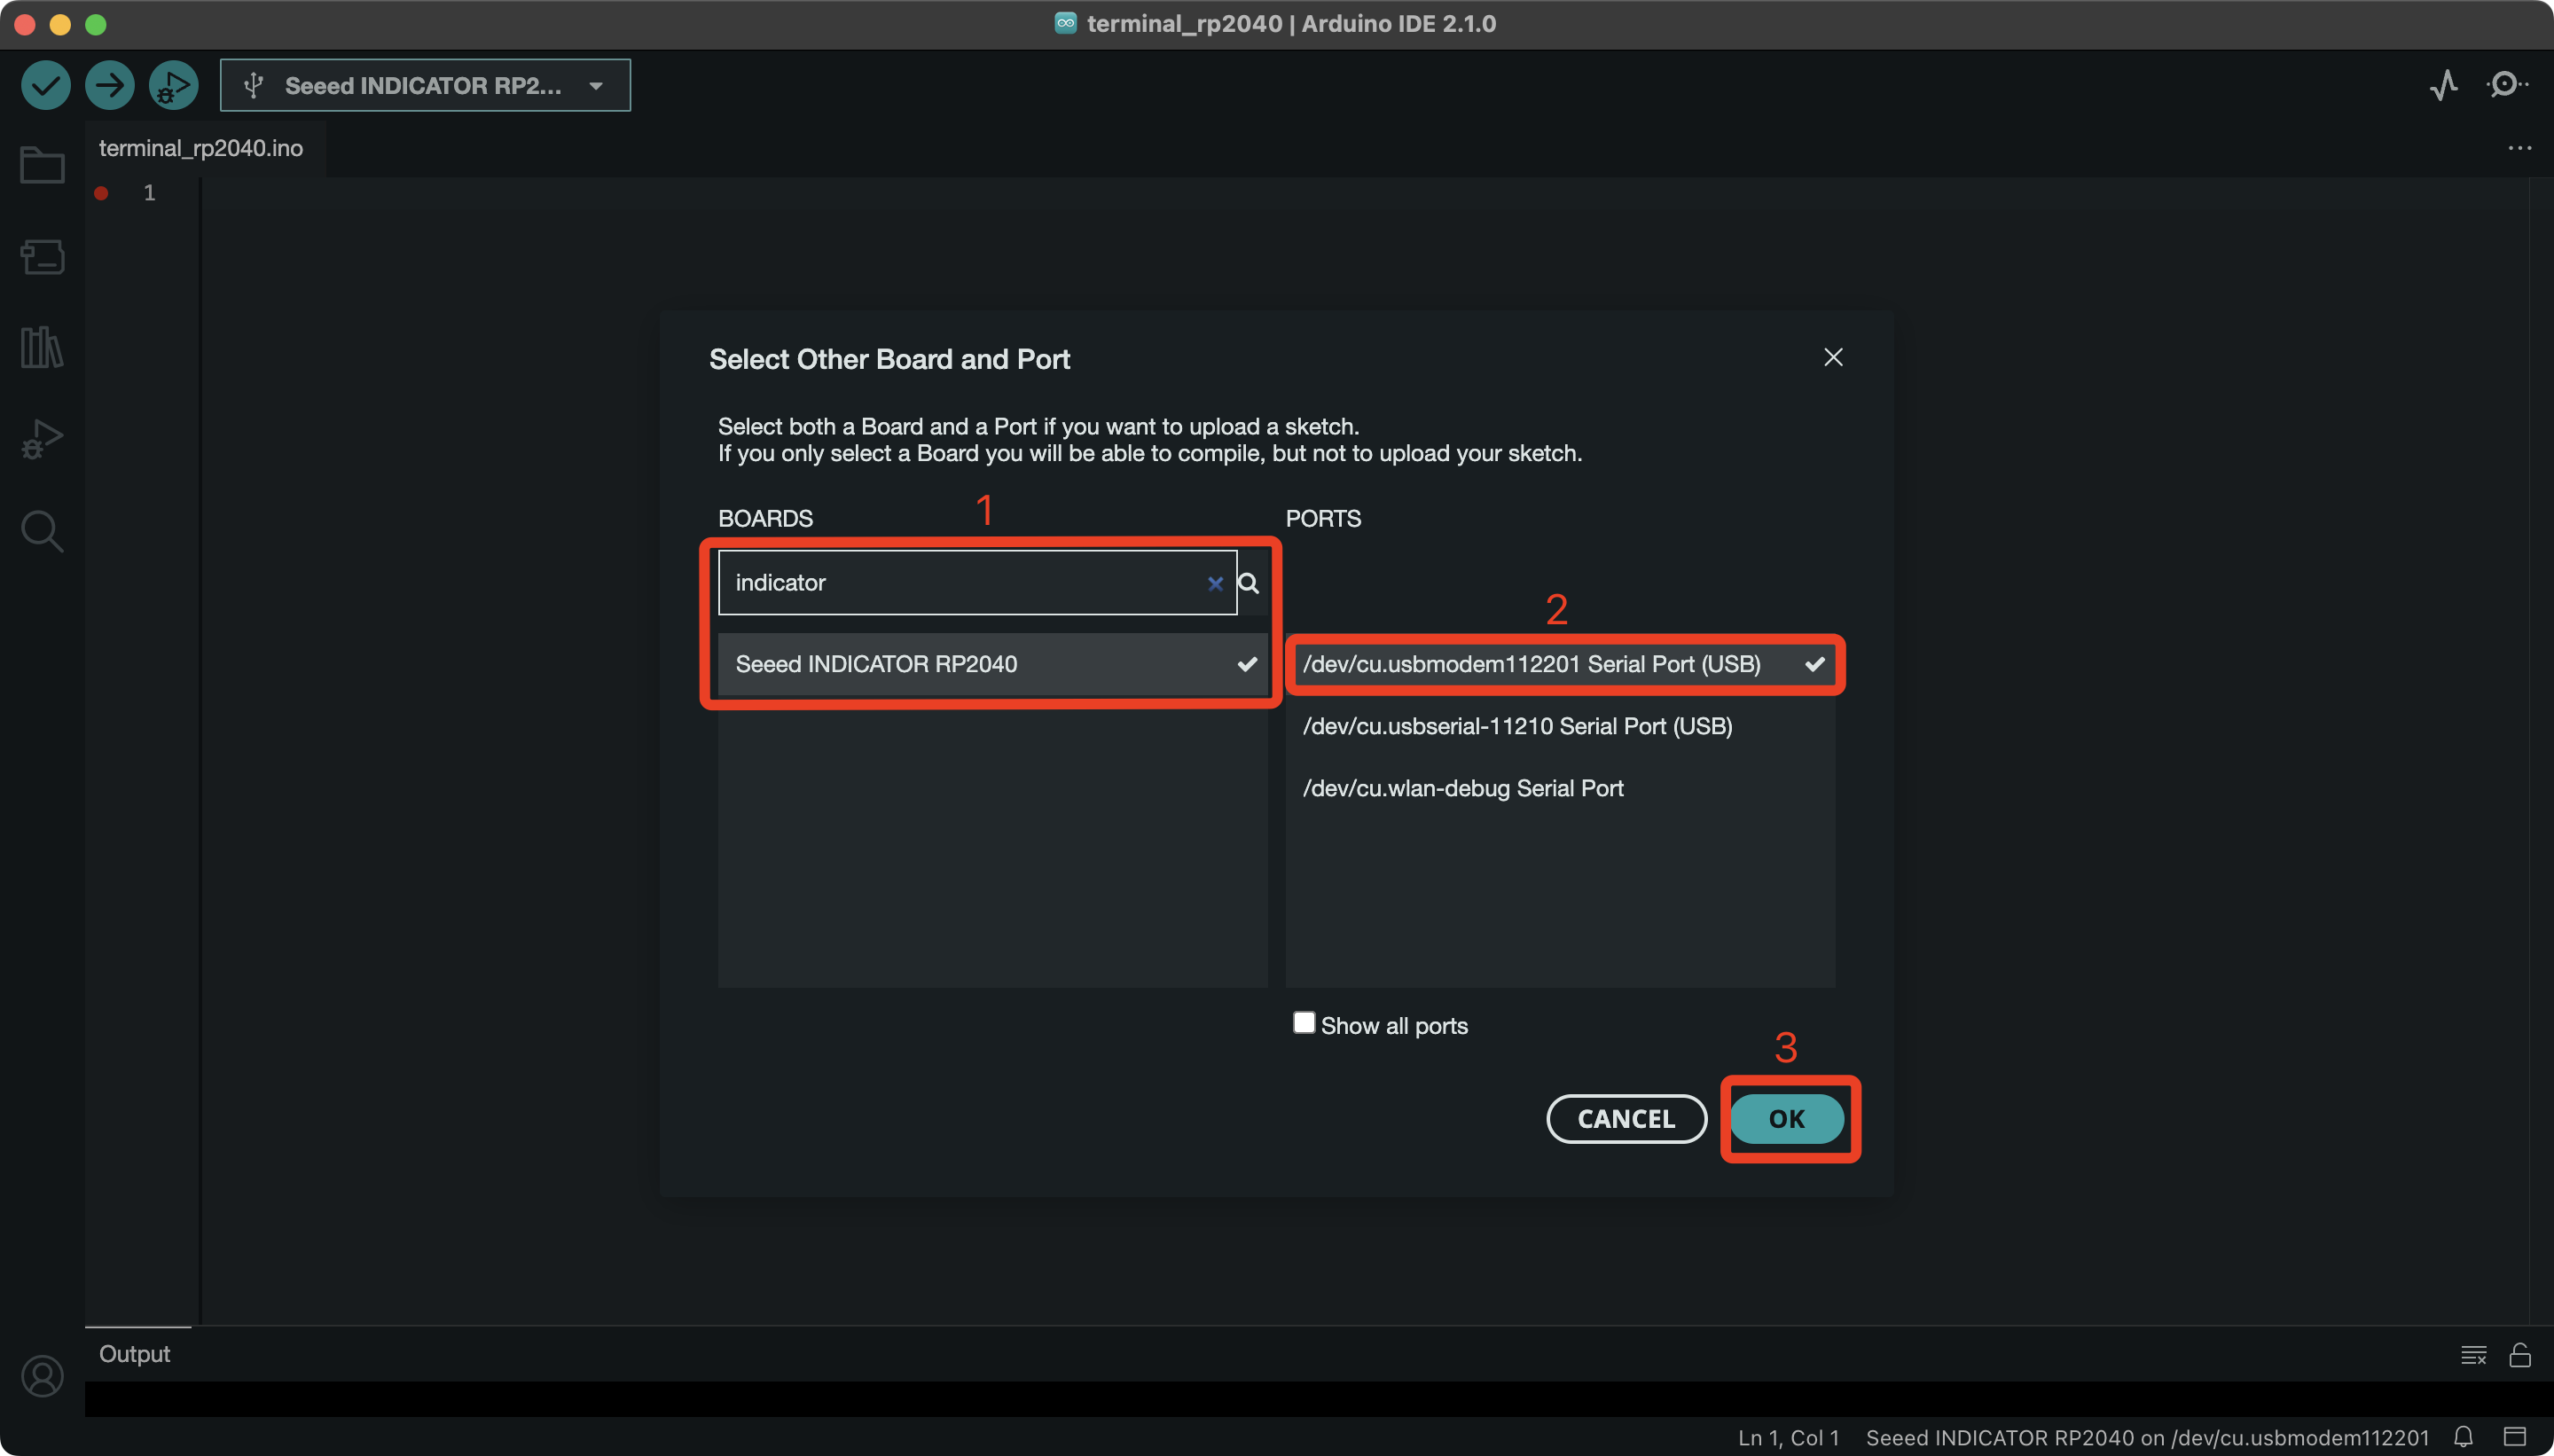 terminal_rp2040 | Arduino IDE 2.1.0
Seeed INDICATOR RP2...
terminal_rp2040.ino
1
Select Other Board and Port
Select both a Board and a Port if you want to upload a sketch.
If you only select a Board you will be able to compile, but not to upload your sketch.
1
BOARDS
PORTS
indicator
2
Seeed INDICATOR RP2040
/dev/cu.usbmodem112201 Serial Port (USB)
/dev/cu.usbserial-11210 Serial Port (USB)
/dev/cu.wlan-debug Serial Port
Show all ports
3
CANCEL
OK
Output
Ln 1, Col 1
Seeed INDICATOR RP2040 on /dev/cu.usbmodem112201